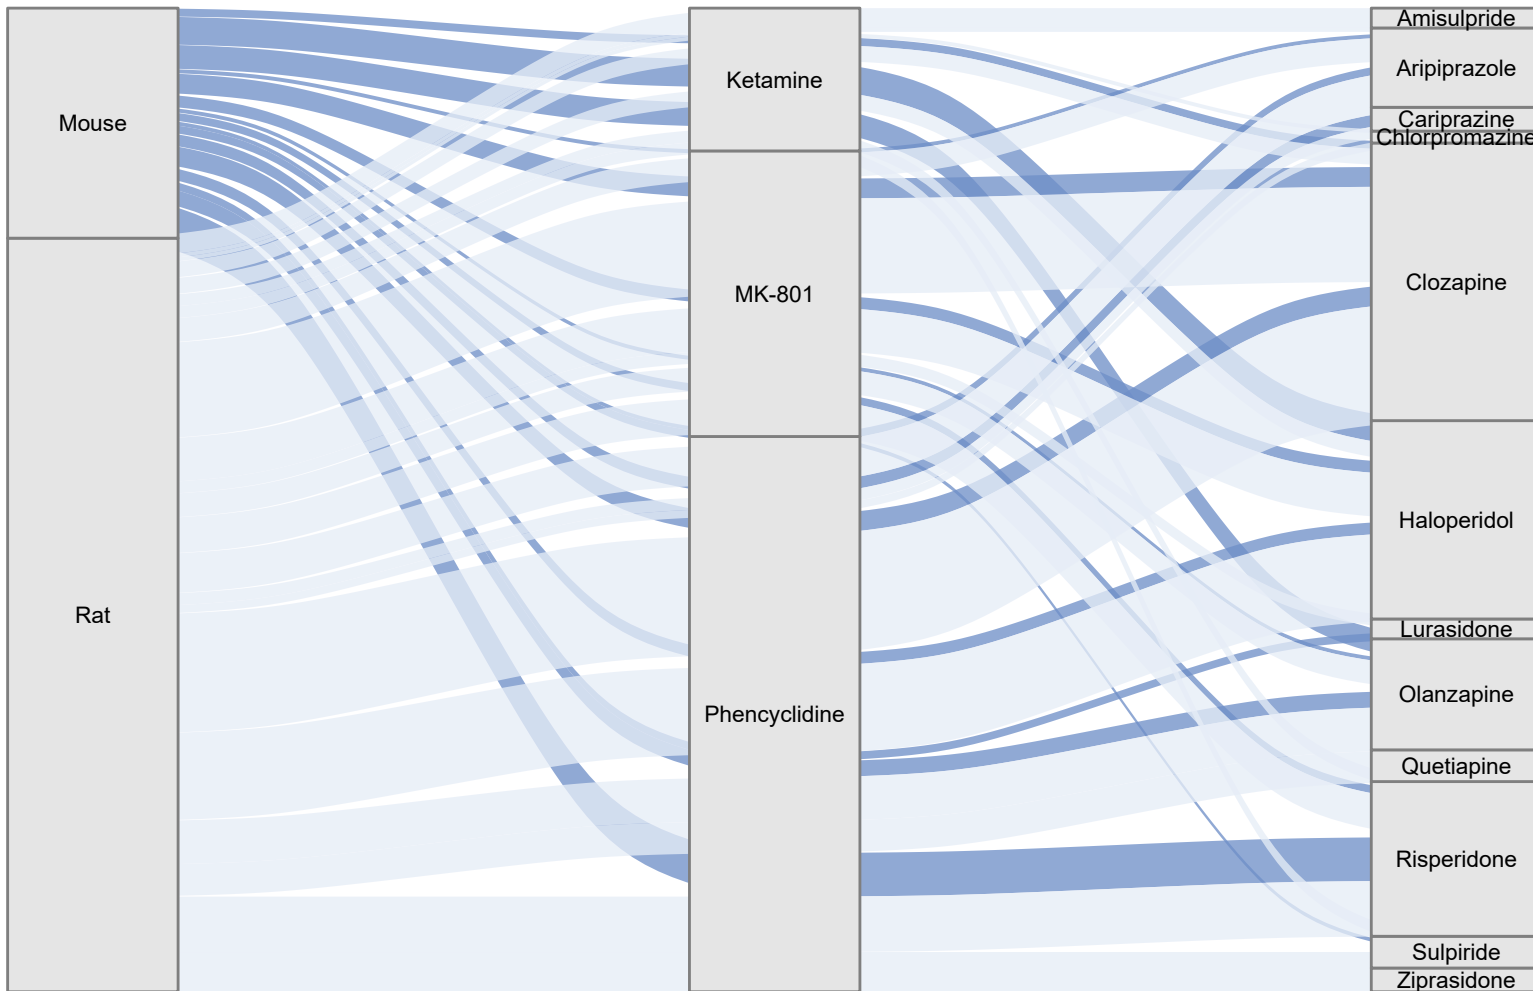 Mouse
Rat
Ketamine
MK-801
Phencyclidine
Amisulpride
Aripiprazole
Cariprazine
Chlorpromazine
Clozapine
Haloperidol
Lurasidone
Olanzapine
Quetiapine
Risperidone
Sulpiride
Ziprasidone